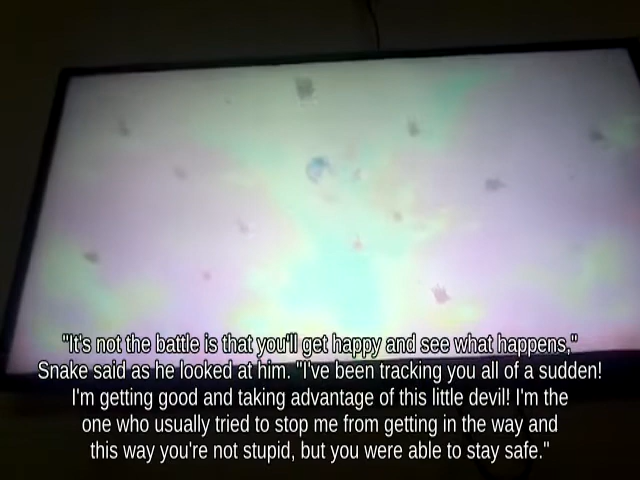 "It's not the battle is that you'll get happy and see what happens,"
Snake said as he looked at him. "I've been tracking you all of a sudden!
I'm getting good and taking advantage of this little devil! I'm the
one who usually tried to stop me from getting in the way and
this way you're not stupid, but you were able to stay safe."